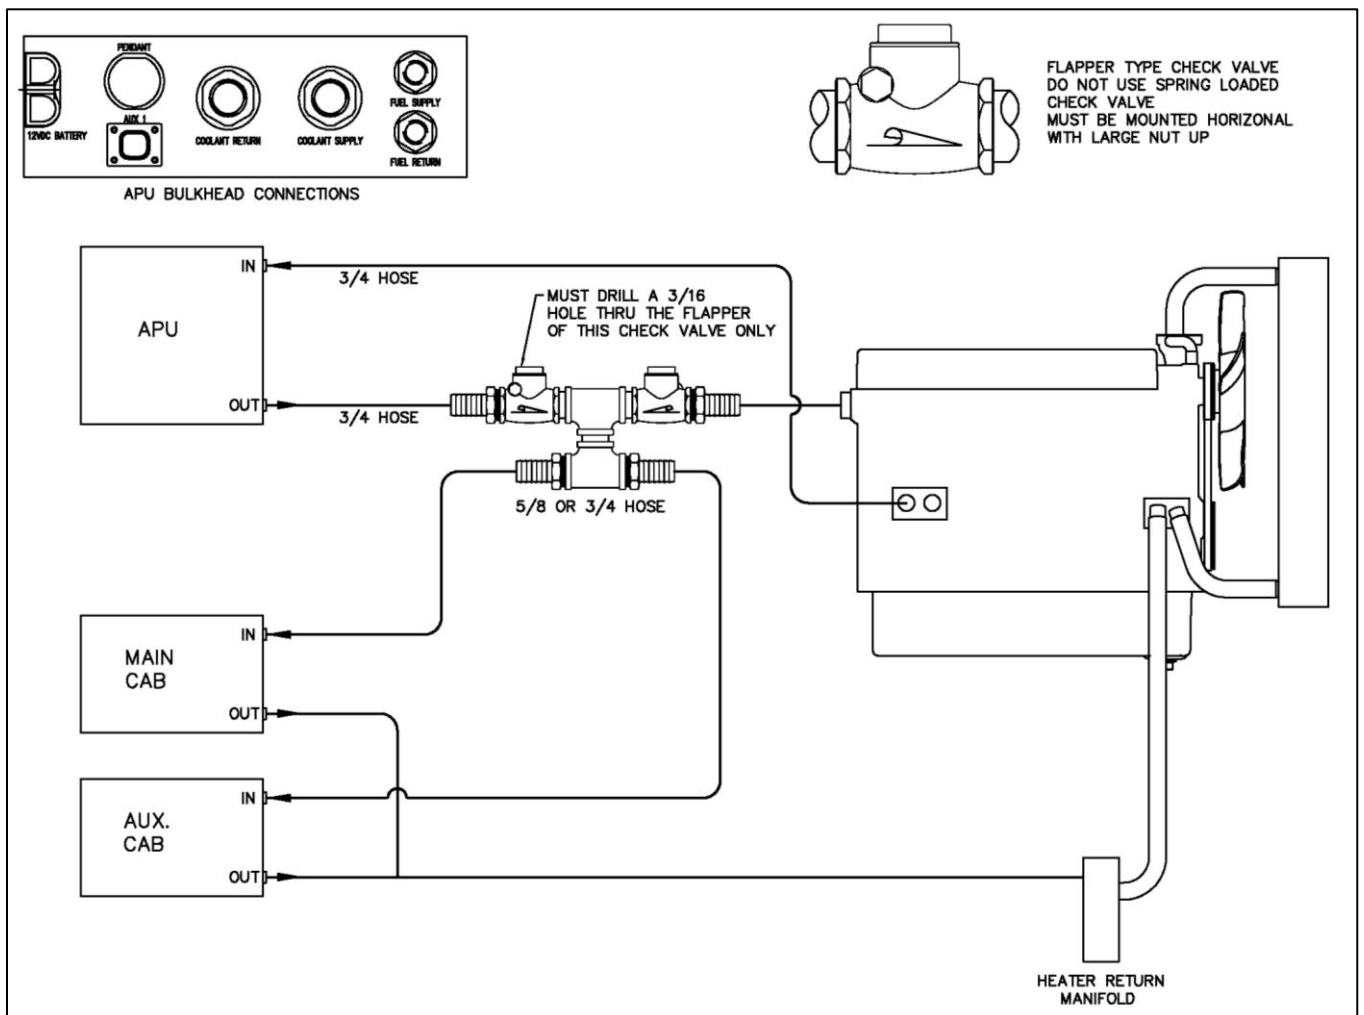 PENDANT
FUEL SUPPLY
AUX 1
12VDC BATTERY
COOLANT RETURN
COOLANT SUPPLY
FUEL RETURN
APU BULKHEAD CONNECTIONS
FLAPPER TYPE CHECK VALVE
DO NOT USE SPRING LOADED
CHECK VALVE
MUST BE MOUNTED HORIZONAL
WITH LARGE NUT UP
IN
3/4 HOSE
APU
MUST DRILL A 3/16
HOLE THRU THE FLAPPER
OF THIS CHECK VALVE ONLY
OUT
3/4 HOSE
5/8 OR 3/4 HOSE
IN
MAIN
CAB
OUT
IN
AUX.
CAB
OUT
HEATER RETURN
MANIFOLD